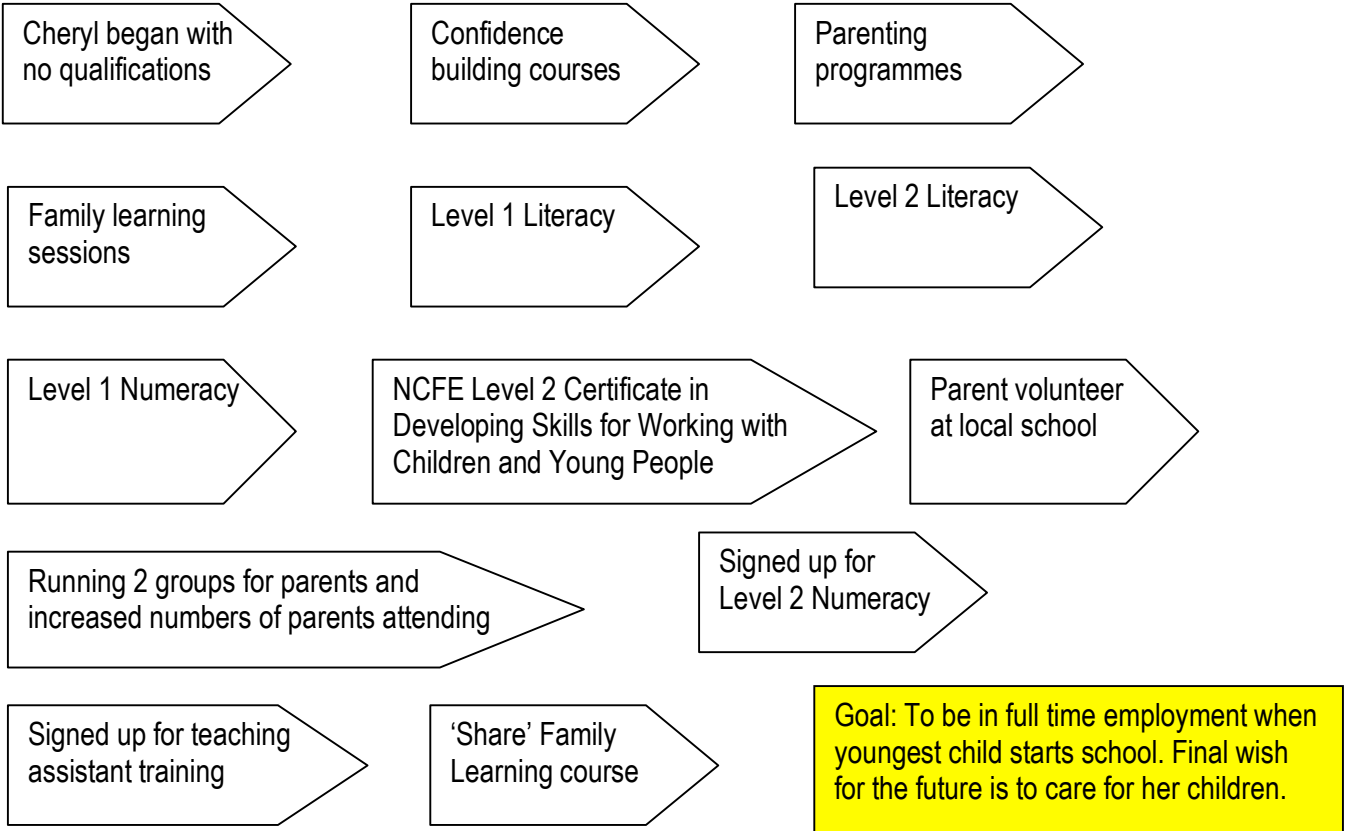 Cheryl began with
no qualifications
Confidence
building courses
Parenting
programmes
Family learning
sessions
Level 1 Literacy
Level 2 Literacy
Level 1 Numeracy
NCFE Level 2 Certificate in
Developing Skills for Working with
Children and Young People
Parent volunteer
at local school
Running 2 groups for parents and
increased numbers of parents attending
Signed up for
Level 2 Numeracy
Signed up for teaching
assistant training
‘Share’ Family
Learning course
Goal: To be in full time employment when
youngest child starts school. Final wish
for the future is to care for her children.